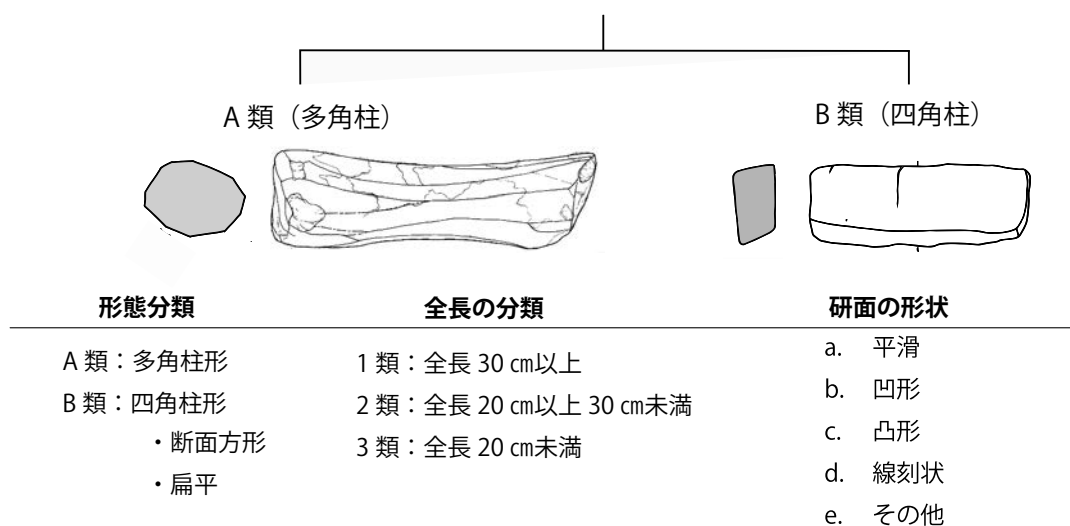 A 類（多角柱）
B 類（四角柱）
形態分類
A 類：多角柱形
B 類：四角柱形
・断面方形
・扁平
全長の分類
1 類：全長 30 ㎝以上
2 類：全長 20 ㎝以上 30 ㎝未満
3 類：全長 20 ㎝未満
研面の形状
a. 平滑
b. 凹形
c. 凸形
d. 線刻状
e. その他